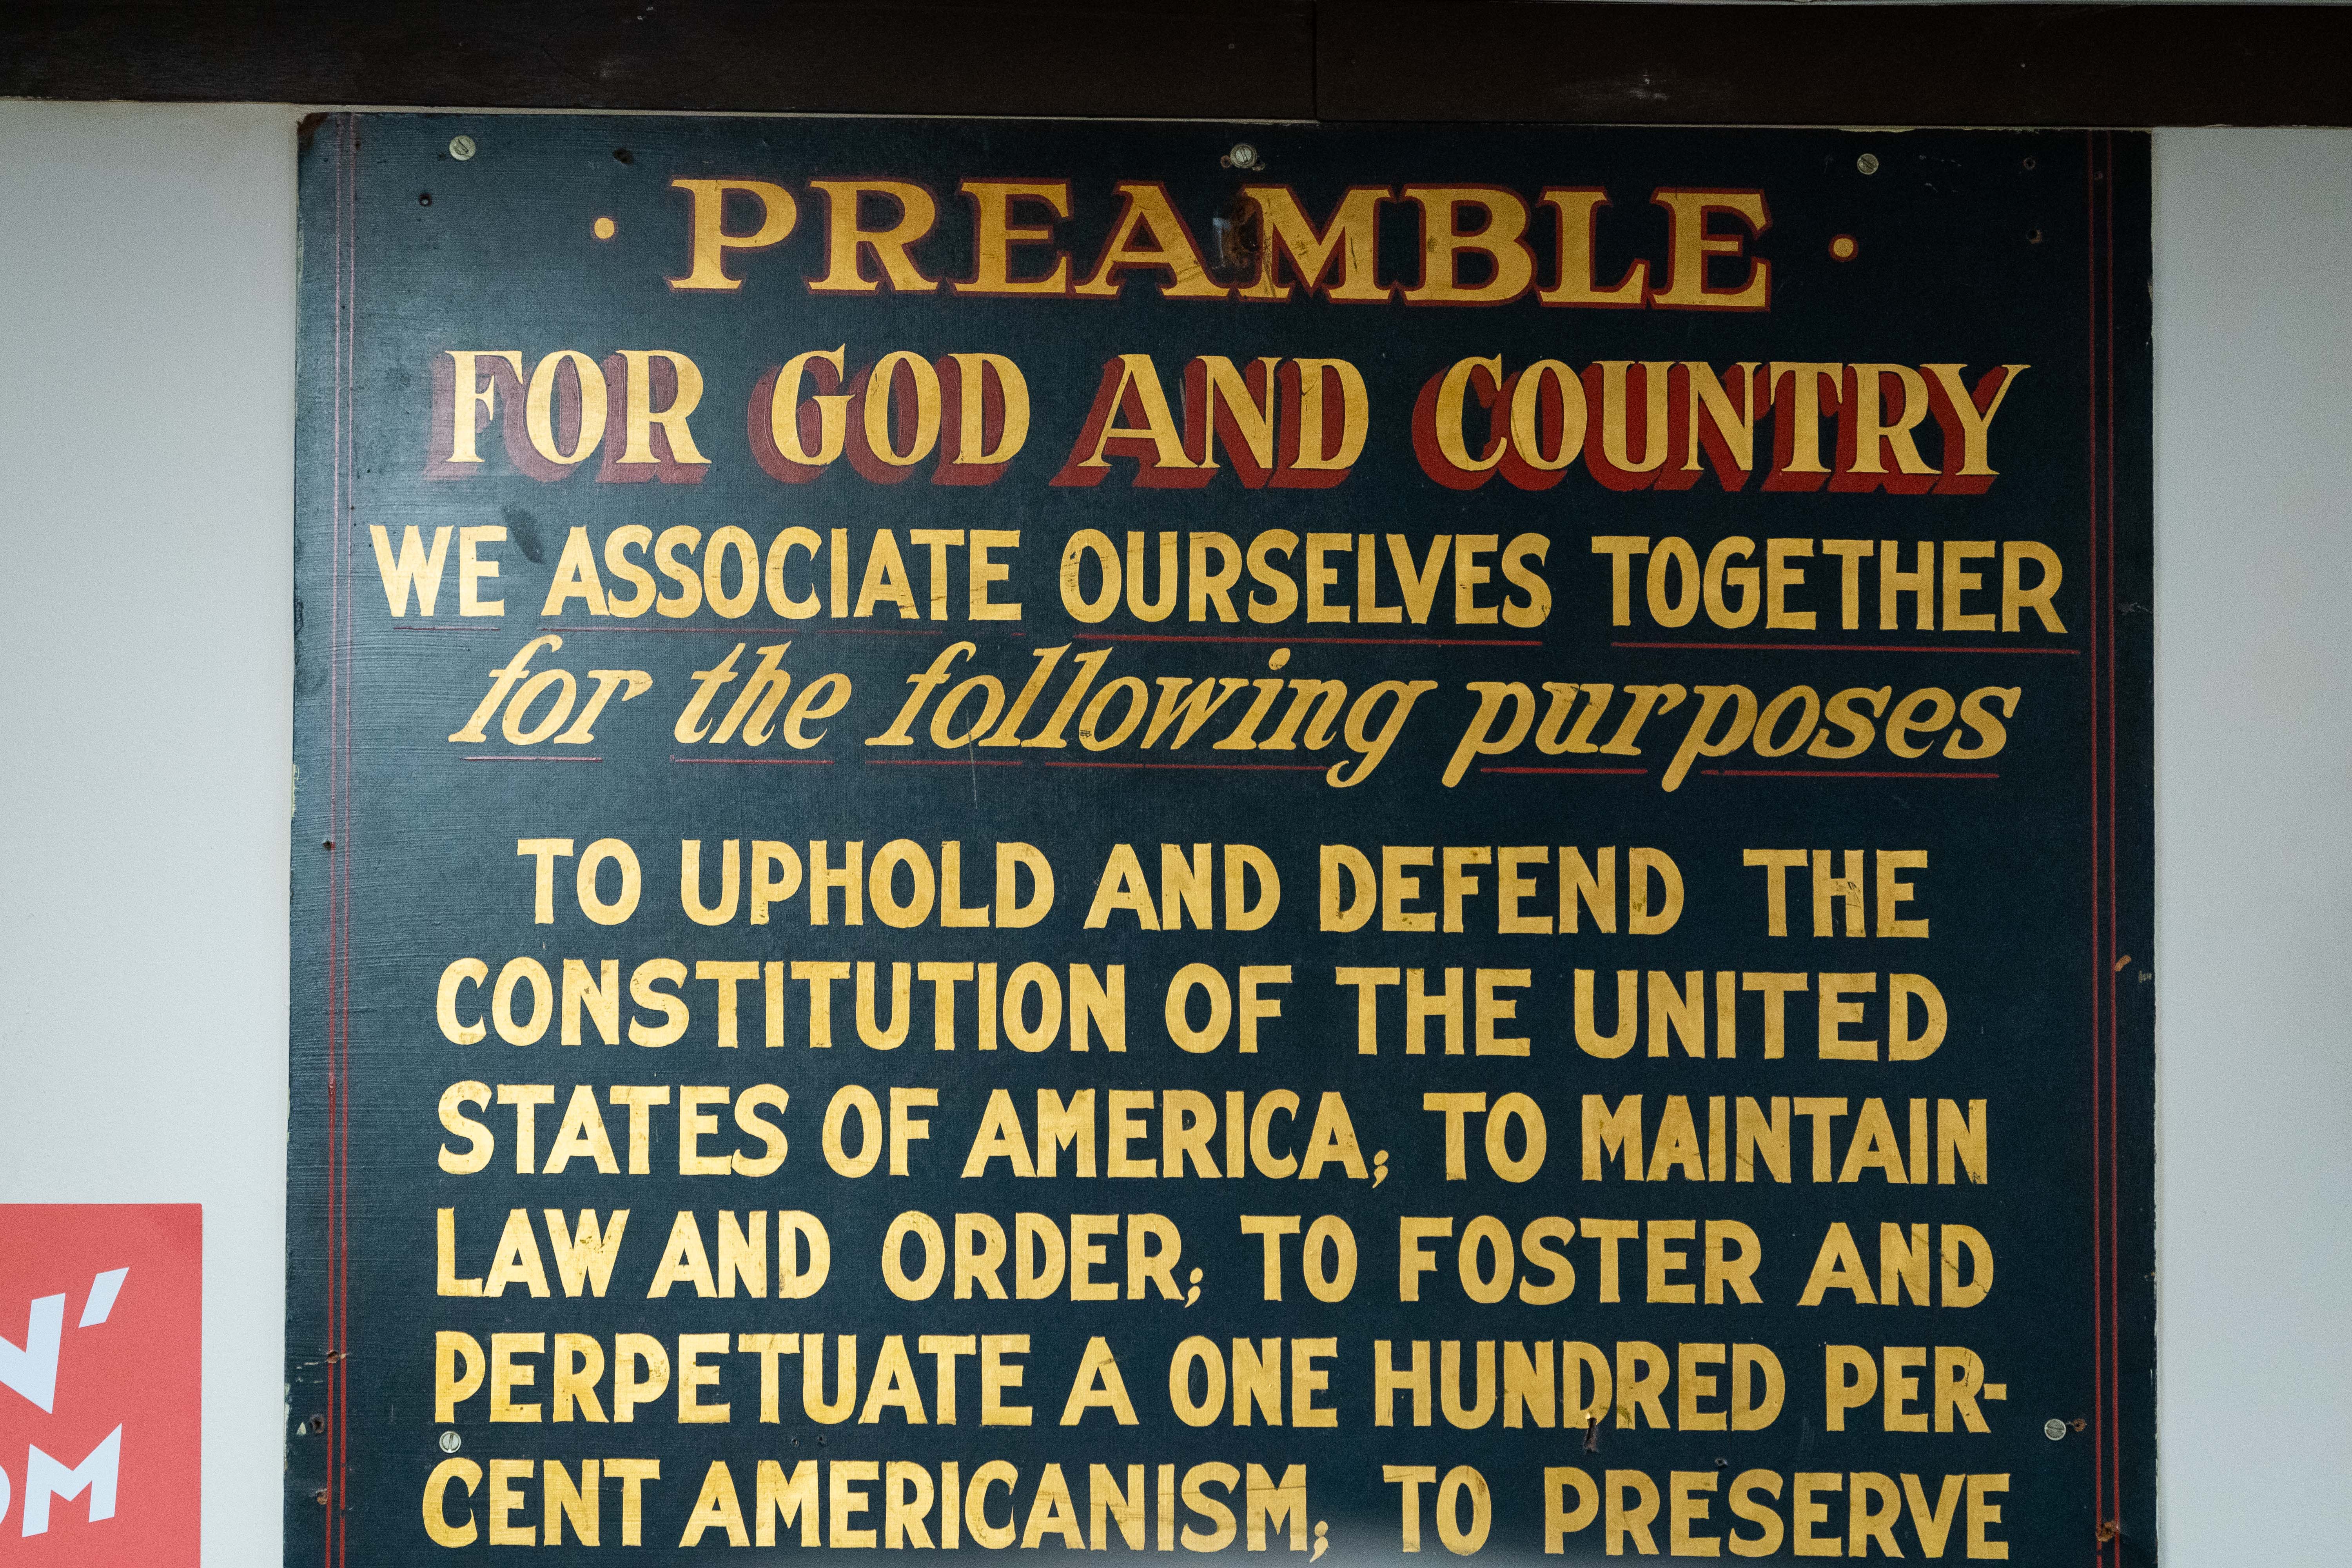 • PREAMBLE •
FOR GOD AND COUNTRY
WE ASSOCIATE OURSELVES TOGETHER
for the following purposes
TO UPHOLD AND DEFEND THE
CONSTITUTION OF THE UNITED
STATES OF AMERICA; TO MAINTAIN
LAW AND ORDER; TO FOSTER AND
PERPETUATE A ONE HUNDRED PER-
CENT AMERICANISM; TO PRESERVE